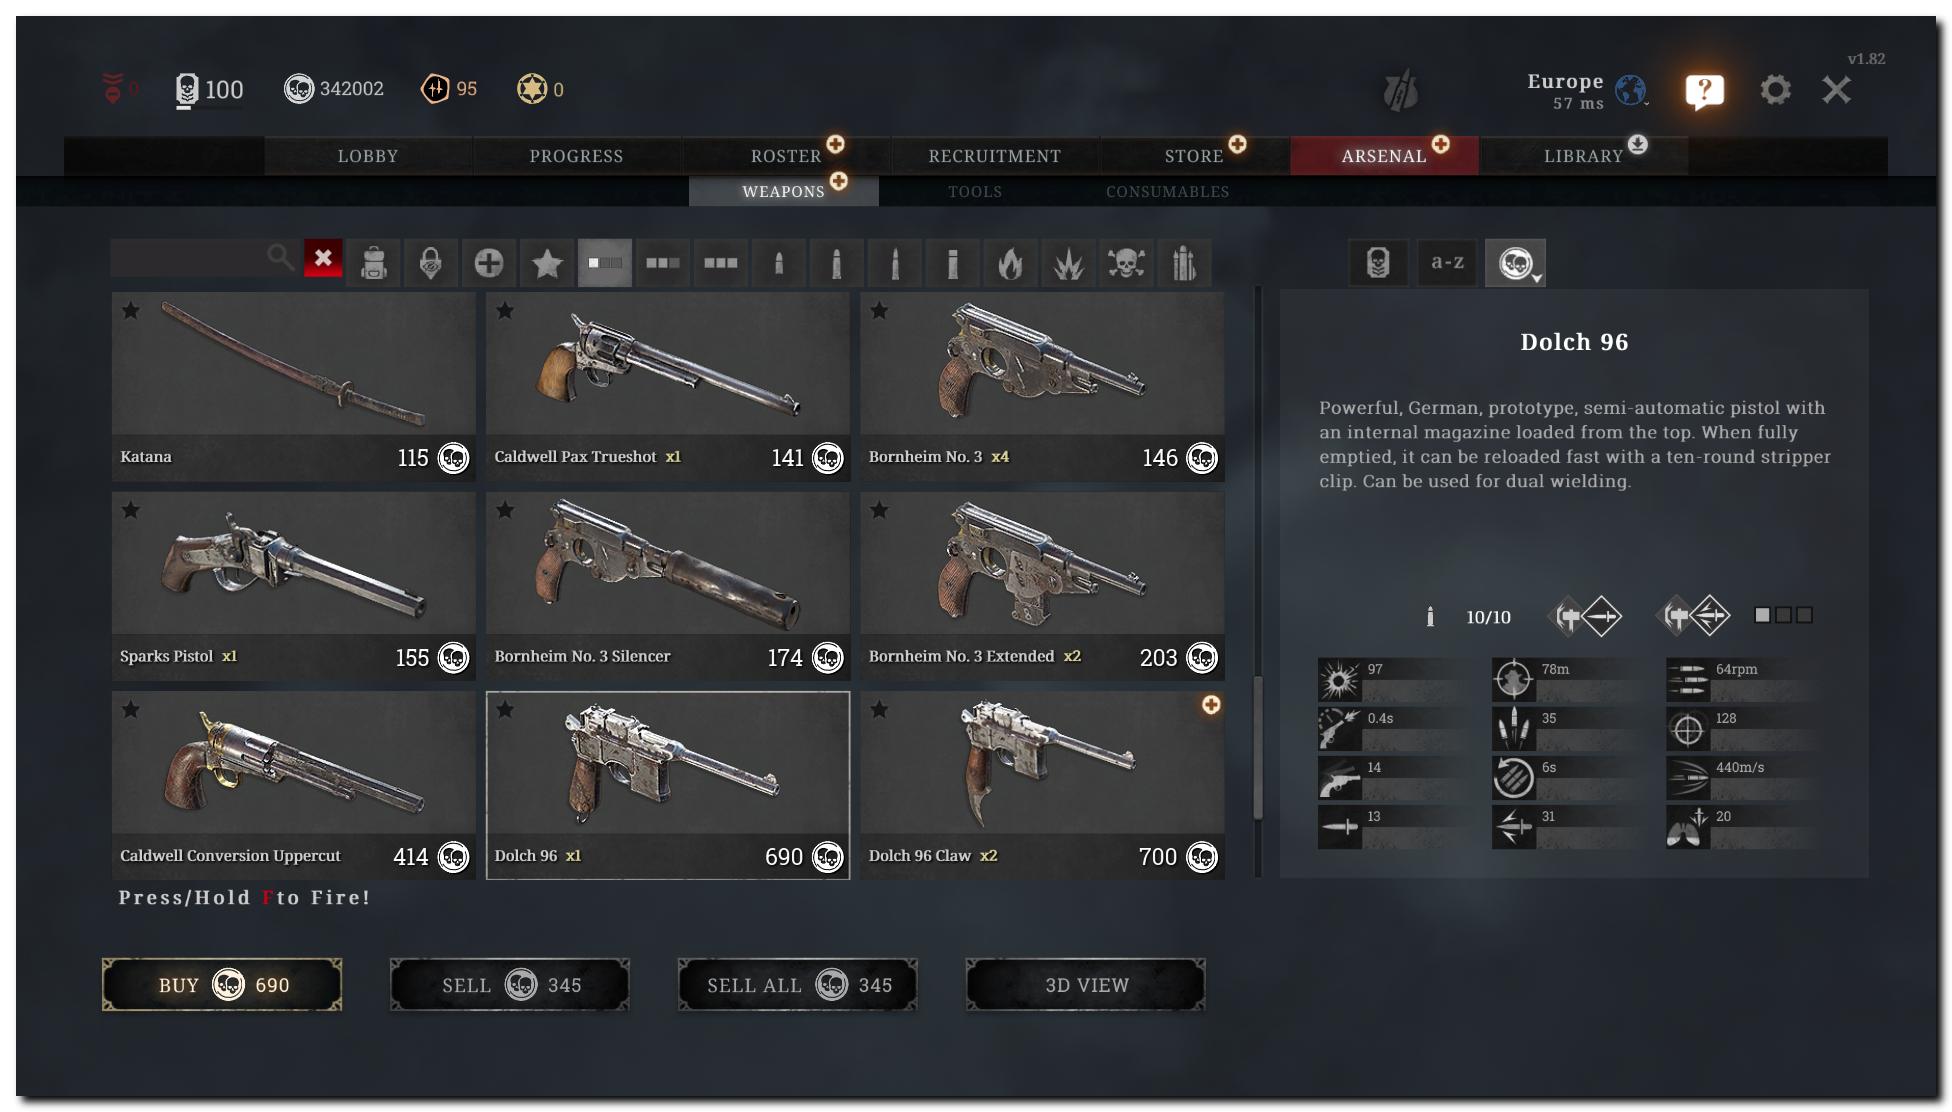 v1.82
0
100
342002
95
0
Europe
57 ms
?
LOBBY
PROGRESS
ROSTER
RECRUITMENT
STORE
ARSENAL
LIBRARY
WEAPONS
TOOLS
CONSUMABLES
a-z
Katana
115
Caldwell Pax Trueshot x1
141
Bornheim No. 3 x4
146
Sparks Pistol x1
155
Bornheim No. 3 Silencer
174
Bornheim No. 3 Extended x2
203
Caldwell Conversion Uppercut
414
Dolch 96 x1
690
Dolch 96 Claw x2
700
Press/Hold F to Fire!
BUY 690
SELL 345
SELL ALL 345
3D VIEW
Dolch 96
Powerful, German, prototype, semi-automatic pistol with
an internal magazine loaded from the top. When fully
emptied, it can be reloaded fast with a ten-round stripper
clip. Can be used for dual wielding.
10/10
97
78m
64rpm
0.4s
35
128
14
6s
440m/s
13
31
20